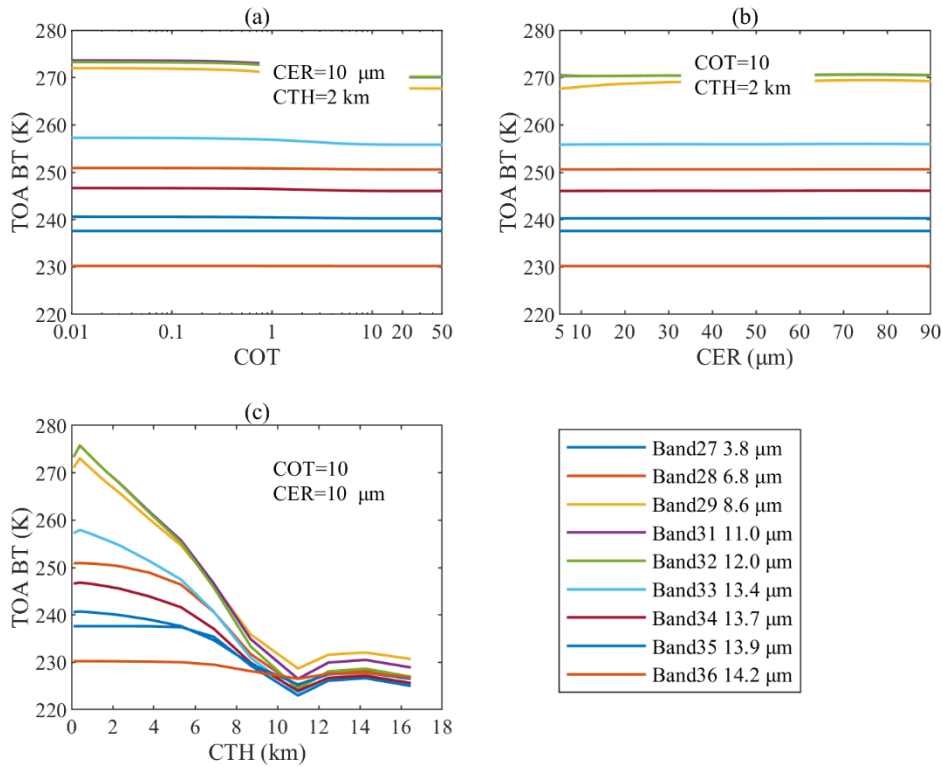 (a)
280
270
260
250
240
230
220
TOA BT (K)
CER=10 μm
CTH=2 km
0.01
0.1
1
10
20
50
COT
(b)
280
270
260
250
240
230
220
TOA BT (K)
COT=10
CTH=2 km
5
10
20
30
40
50
60
70
80
90
CER (μm)
(c)
280
270
260
250
240
230
220
TOA BT (K)
COT=10
CER=10 μm
0
2
4
6
8
10
12
14
16
18
CTH (km)
Band27 3.8 μm
Band28 6.8 μm
Band29 8.6 μm
Band31 11.0 μm
Band32 12.0 μm
Band33 13.4 μm
Band34 13.7 μm
Band35 13.9 μm
Band36 14.2 μm